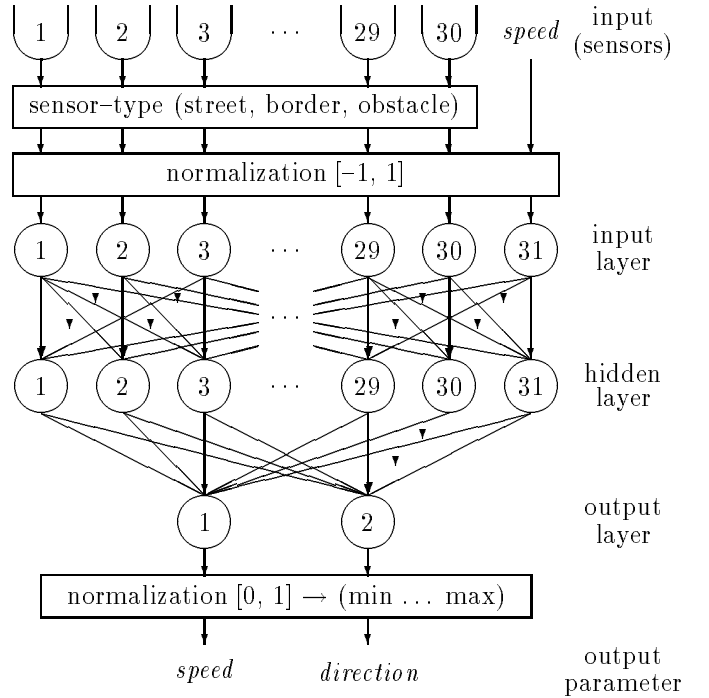 1 2 3 ... 29 30 speed input
(sensors)
sensor–type (street, border, obstacle)
normalization [–1, 1]
1 2 3 ... 29 30 31 input
layer
...
1 2 3 ... 29 30 31 hidden
layer
1 2 output
layer
normalization [0, 1] → (min ... max)
speed direction output
parameter